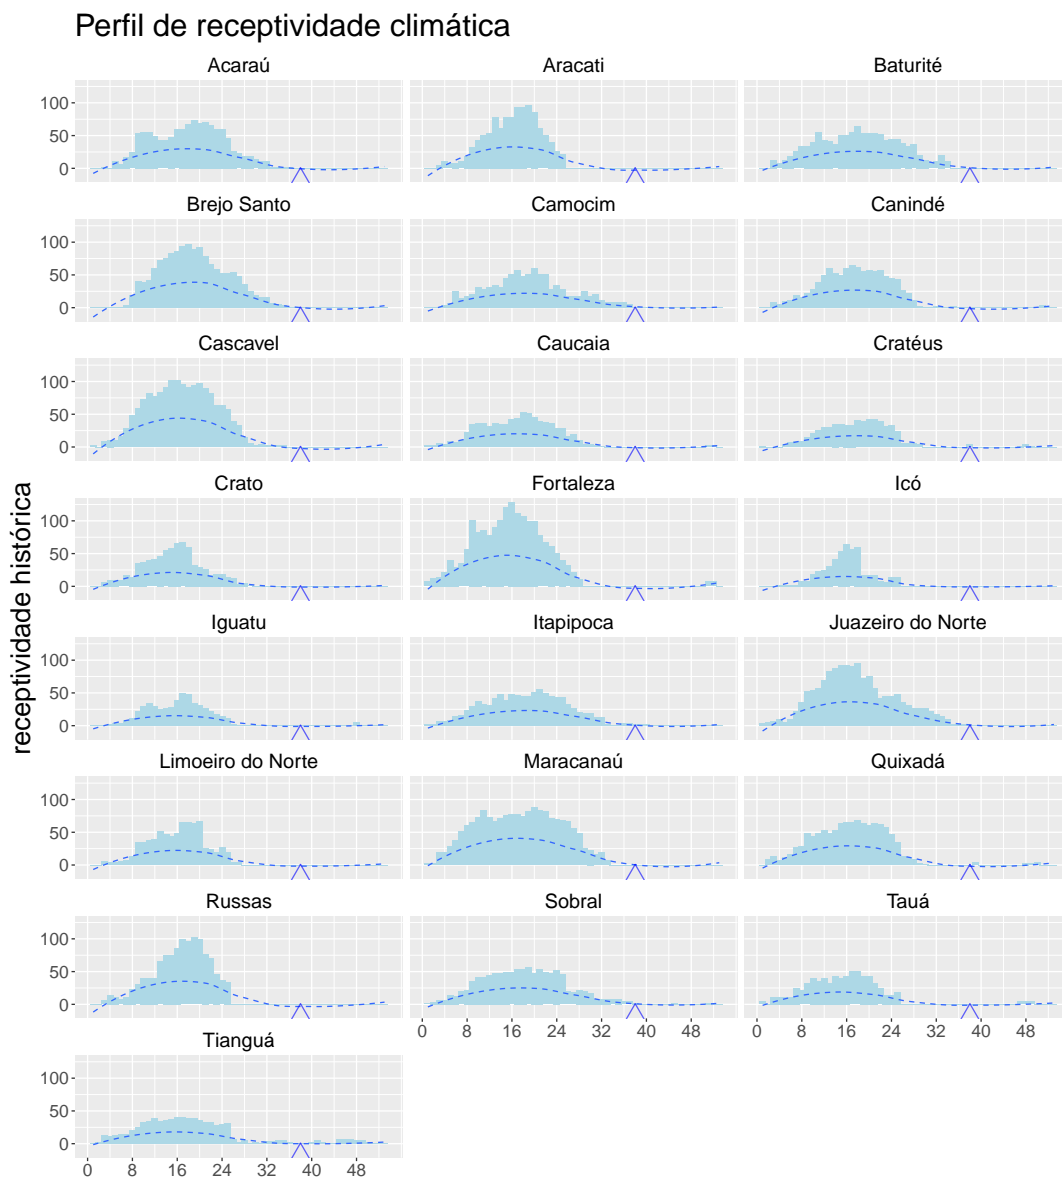 Perfil de receptividade climática
Acaraú Aracati Baturité
100
50
0
Brejo Santo Camocim Canindé
100
50
0
Cascavel Caucaia Cratéus
100
50
0
Crato Fortaleza Icó
100
50
0
receptividade histórica
Iguatu Itapipoca Juazeiro do Norte
100
50
0
Limoeiro do Norte Maracanaú Quixadá
100
50
0
Russas Sobral Tauá
100
50
0
0 8 16 24 32 40 48 0 8 16 24 32 40 48
Tianguá
100
50
0
0 8 16 24 32 40 48